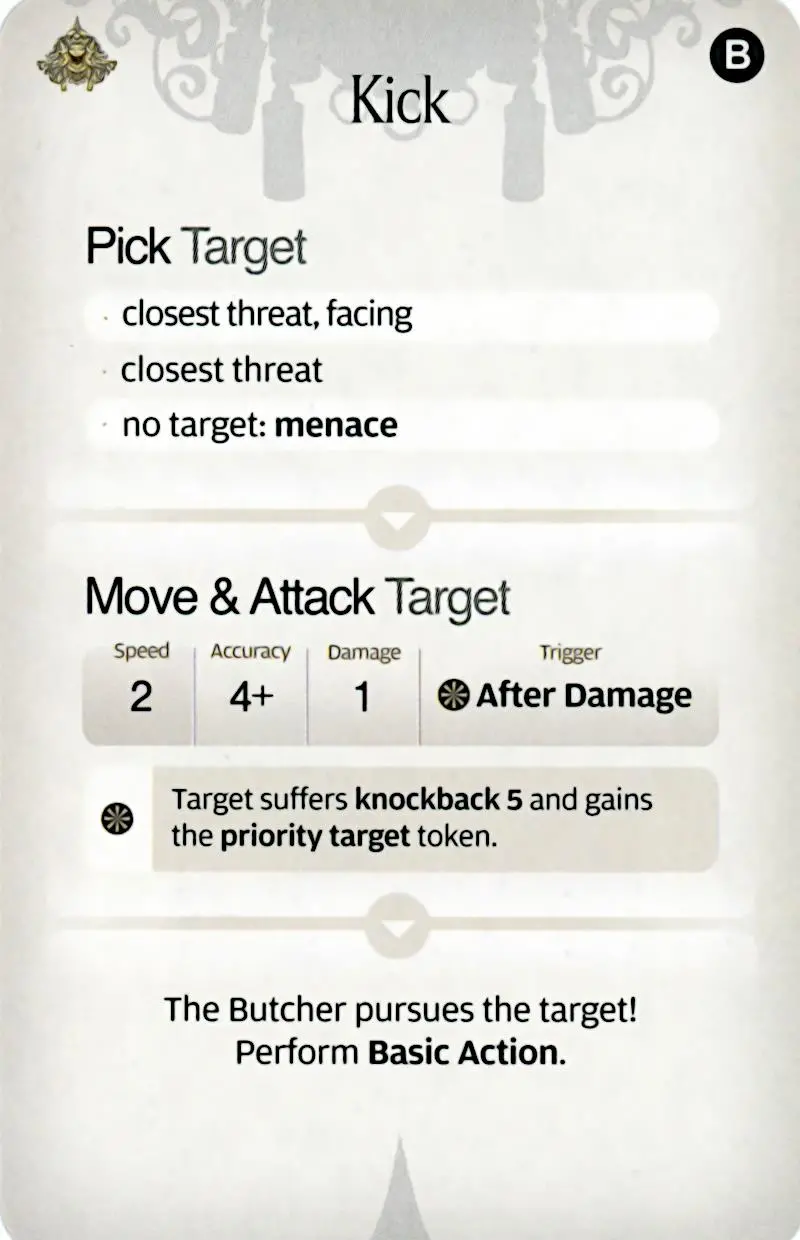 B
Kick
Pick Target
· closest threat, facing
· closest threat
· no target: menace
Move & Attack Target
Speed Accuracy Damage Trigger
2 4+ 1 After Damage
Target suffers knockback 5 and gains
the priority target token.
The Butcher pursues the target!
Perform Basic Action.